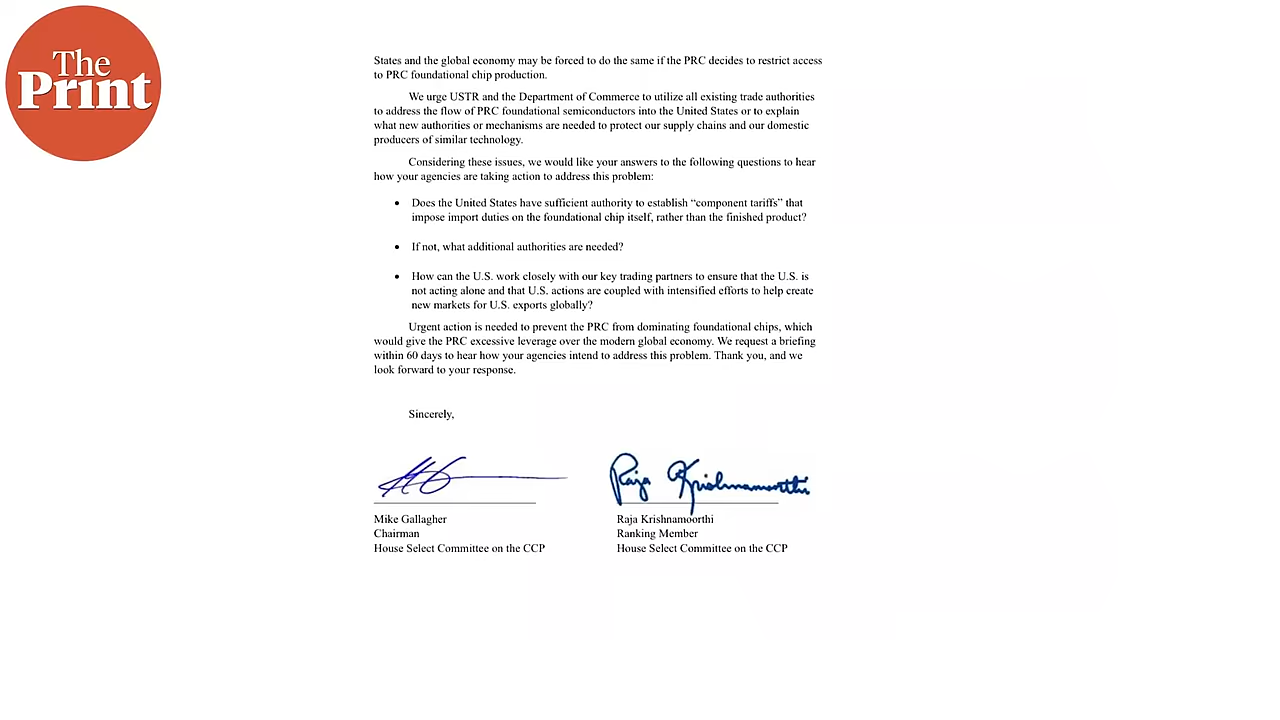 The
Print
States and the global economy may be forced to do the same if the PRC decides to restrict access
to PRC foundational chip production.
We urge USTR and the Department of Commerce to utilize all existing trade authorities
to address the flow of PRC foundational semiconductors into the United States or to explain
what new authorities or mechanisms are needed to protect our supply chains and our domestic
producers of similar technology.
Considering these issues, we would like your answers to the following questions to hear
how your agencies are taking action to address this problem:
• Does the United States have sufficient authority to establish “component tariffs” that
impose import duties on the foundational chip itself, rather than the finished product?
• If not, what additional authorities are needed?
• How can the U.S. work closely with our key trading partners to ensure that the U.S. is
not acting alone and that U.S. actions are coupled with intensified efforts to help create
new markets for U.S. exports globally?
Urgent action is needed to prevent the PRC from dominating foundational chips, which
would give the PRC excessive leverage over the modern global economy. We request a briefing
within 60 days to hear how your agencies intend to address this problem. Thank you, and we
look forward to your response.
Sincerely,
Raja Krishnamoorthi
Mike Gallagher
Chairman
House Select Committee on the CCP
Raja Krishnamoorthi
Ranking Member
House Select Committee on the CCP